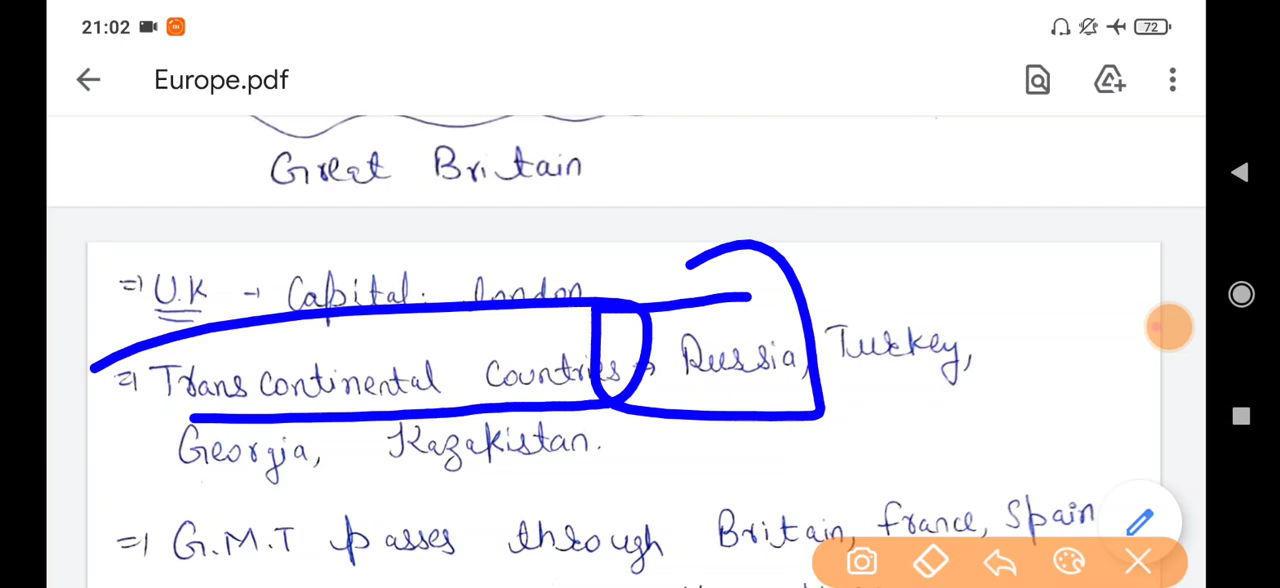 21:02
72
Europe.pdf
Great Britain
⇒ U.K → Capital: London
⇒ Trans continental Countries → Russia, Turkey,
Georgia, Kazakistan.
⇒ G.M.T passes through Britain, france, Spain